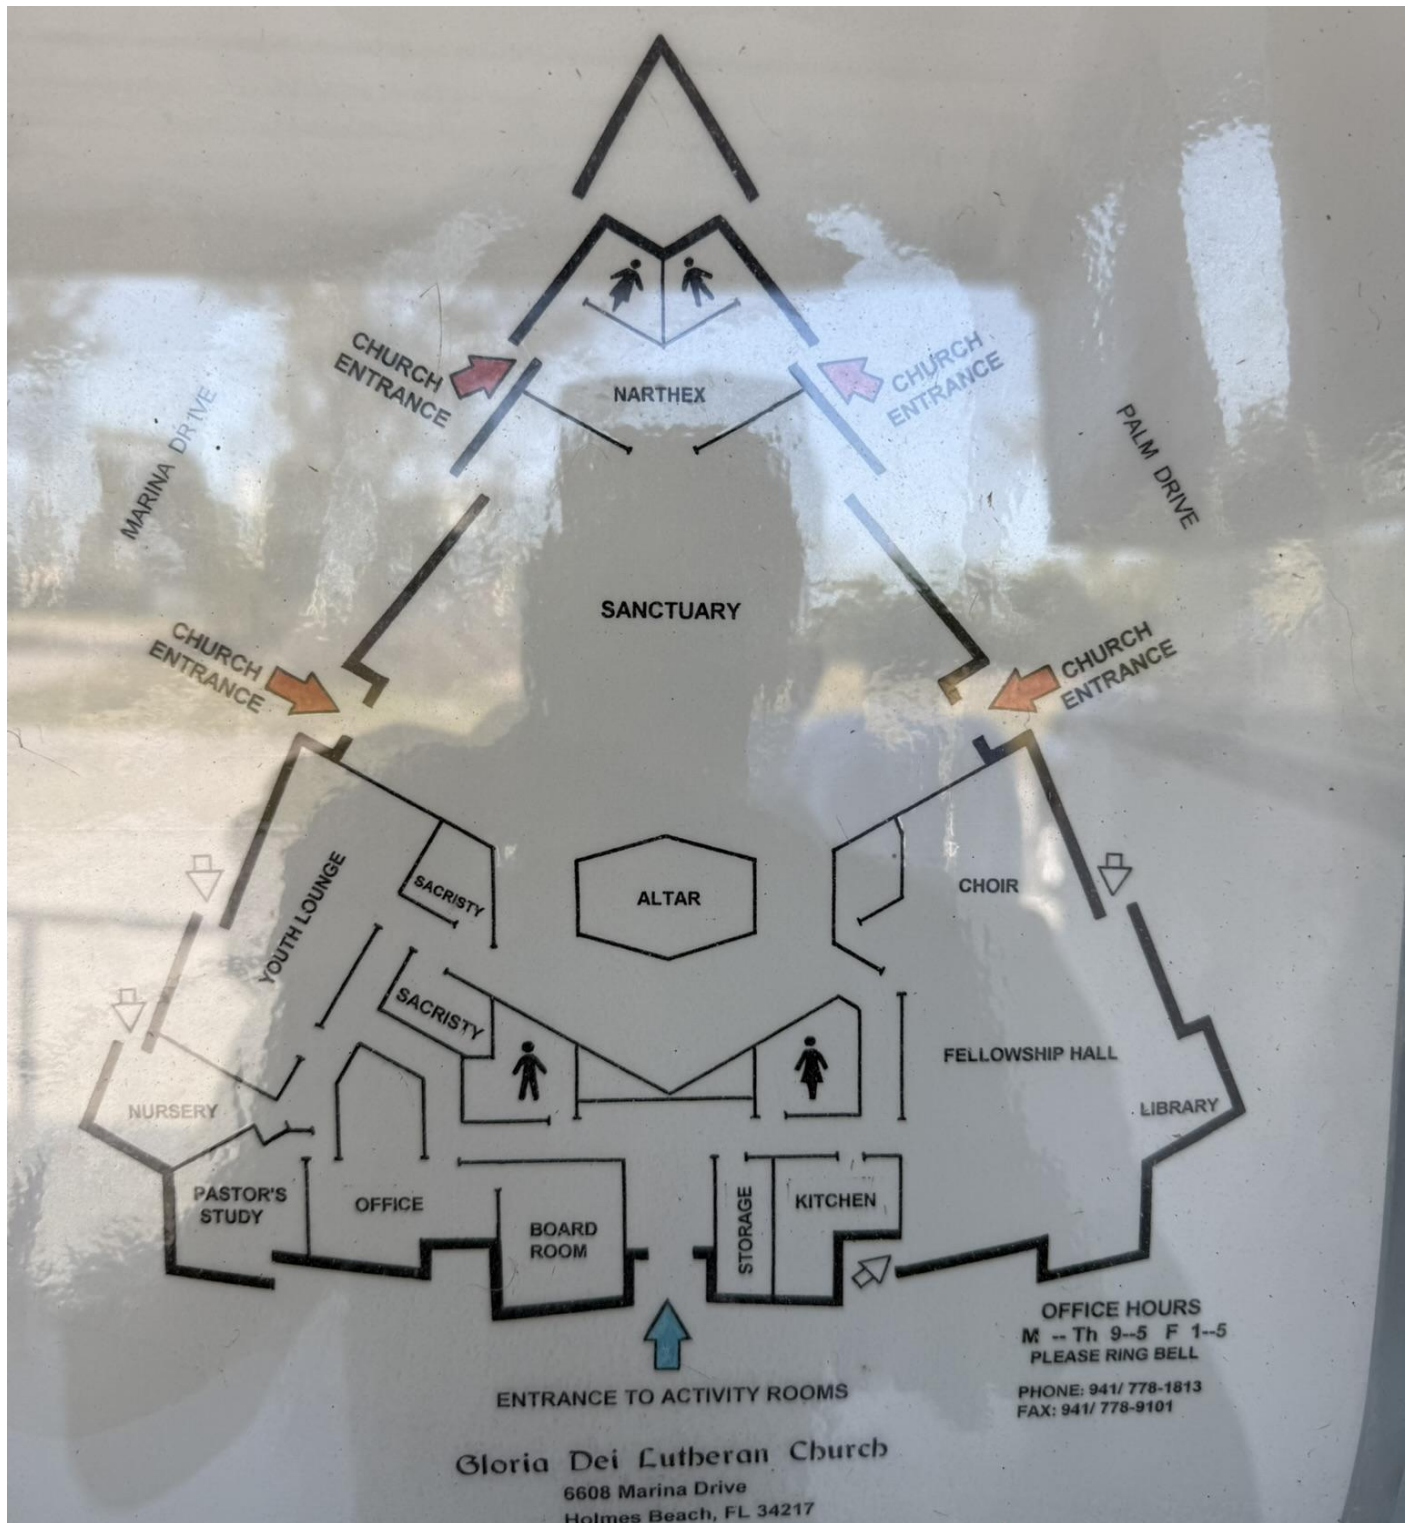 CHURCH
ENTRANCE
CHURCH
ENTRANCE
NARTHEX
MARINA DRIVE
PALM DRIVE
SANCTUARY
CHURCH
ENTRANCE
CHURCH
ENTRANCE
YOUTH LOUNGE
SACRISTY
ALTAR
CHOIR
SACRISTY
FELLOWSHIP HALL
NURSERY
LIBRARY
PASTOR'S
STUDY
OFFICE
BOARD
ROOM
STORAGE
KITCHEN
OFFICE HOURS
M -- Th 9--5 F 1--5
PLEASE RING BELL
PHONE: 941/ 778-1813
FAX: 941/ 778-9101
ENTRANCE TO ACTIVITY ROOMS
Gloria Dei Lutheran Church
6608 Marina Drive
Holmes Beach, FL 34217